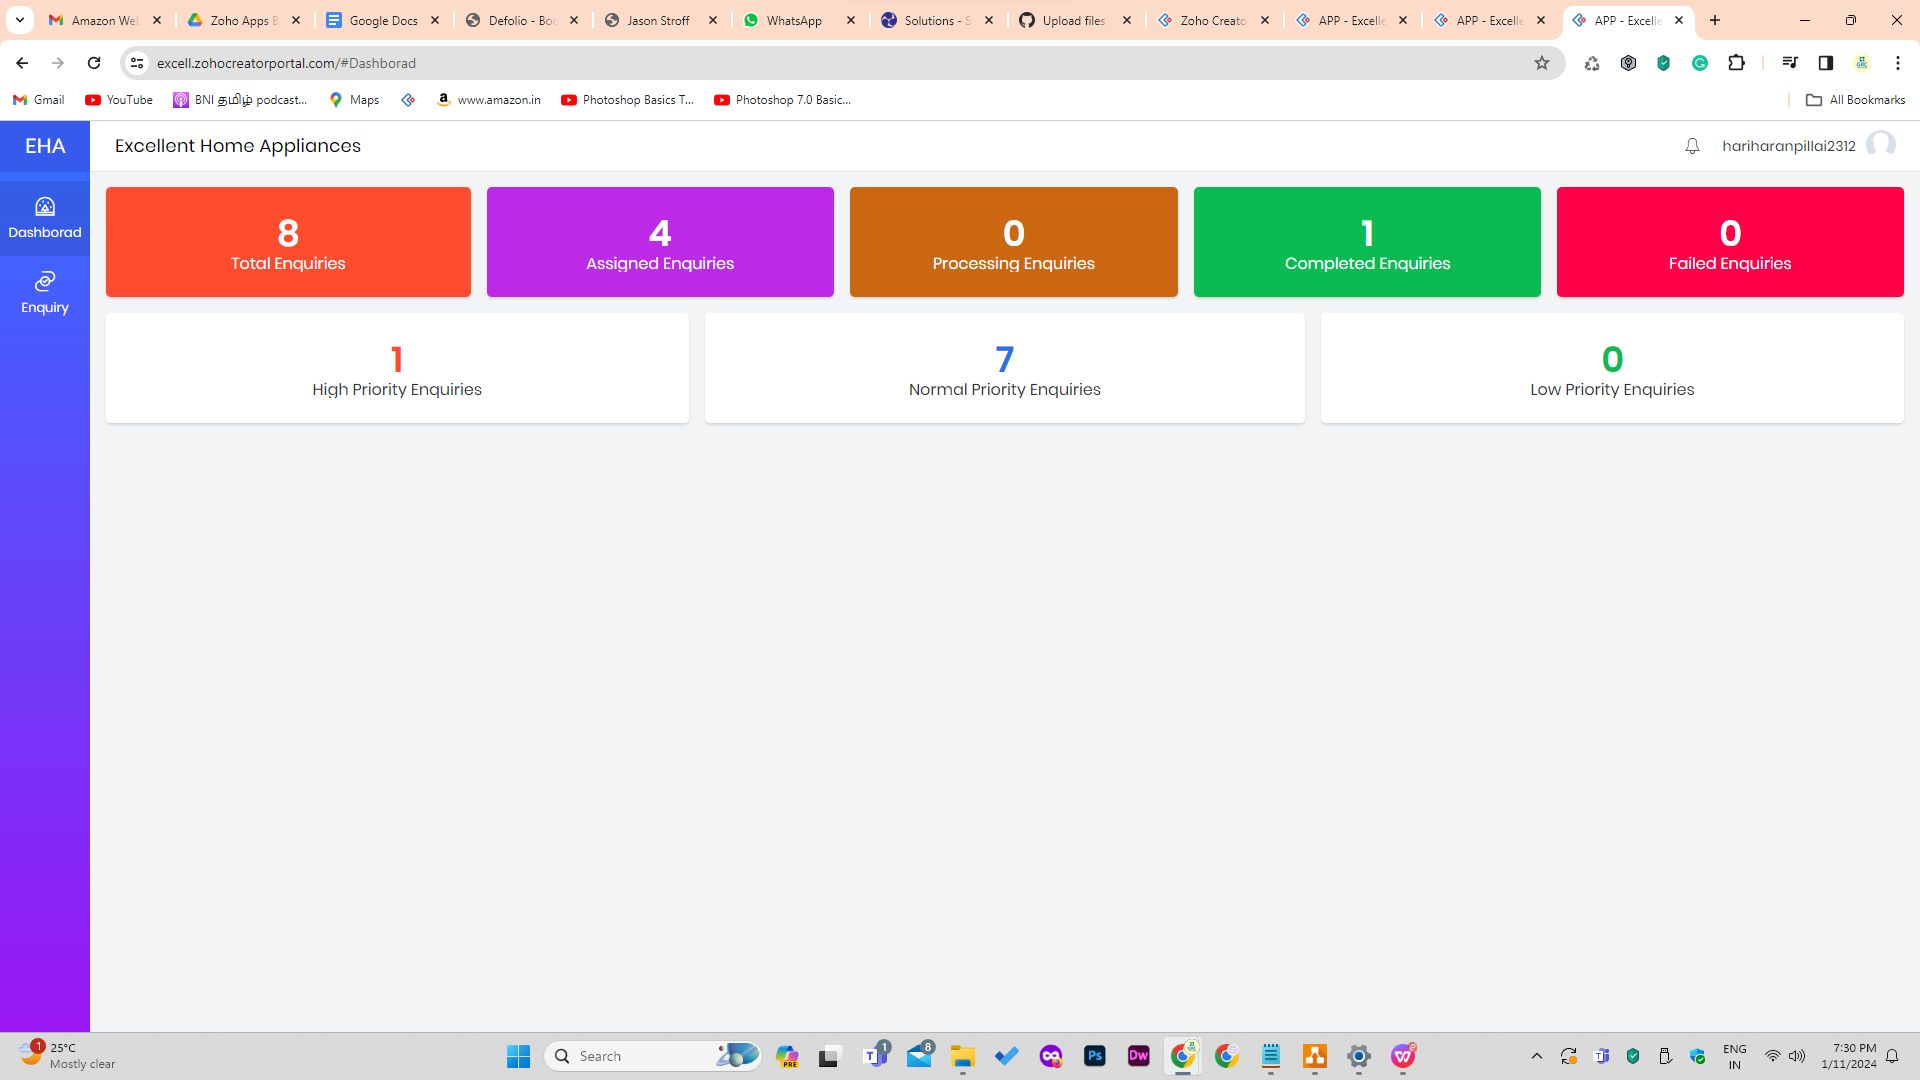 Amazon Web
Zoho Apps B
Google Docs
Defolio - Boo
Jason Stroff
WhatsApp
Solutions - S
Upload files
Zoho Creato
APP - Excelle
APP - Excelle
APP - Excelle
excell.zohocreatorportal.com/#Dashborad
Gmail
YouTube
BNI தமிழ் podcast...
Maps
www.amazon.in
Photoshop Basics T...
Photoshop 7.0 Basic...
All Bookmarks
EHA
Excellent Home Appliances
hariharanpillai2312
Dashborad
Enquiry
8
Total Enquiries
4
Assigned Enquiries
0
Processing Enquiries
1
Completed Enquiries
0
Failed Enquiries
1
High Priority Enquiries
7
Normal Priority Enquiries
0
Low Priority Enquiries
1
25°C
Mostly clear
Search
PRE
1
8
Ps
Dw
ENG
IN
7:30 PM
1/11/2024